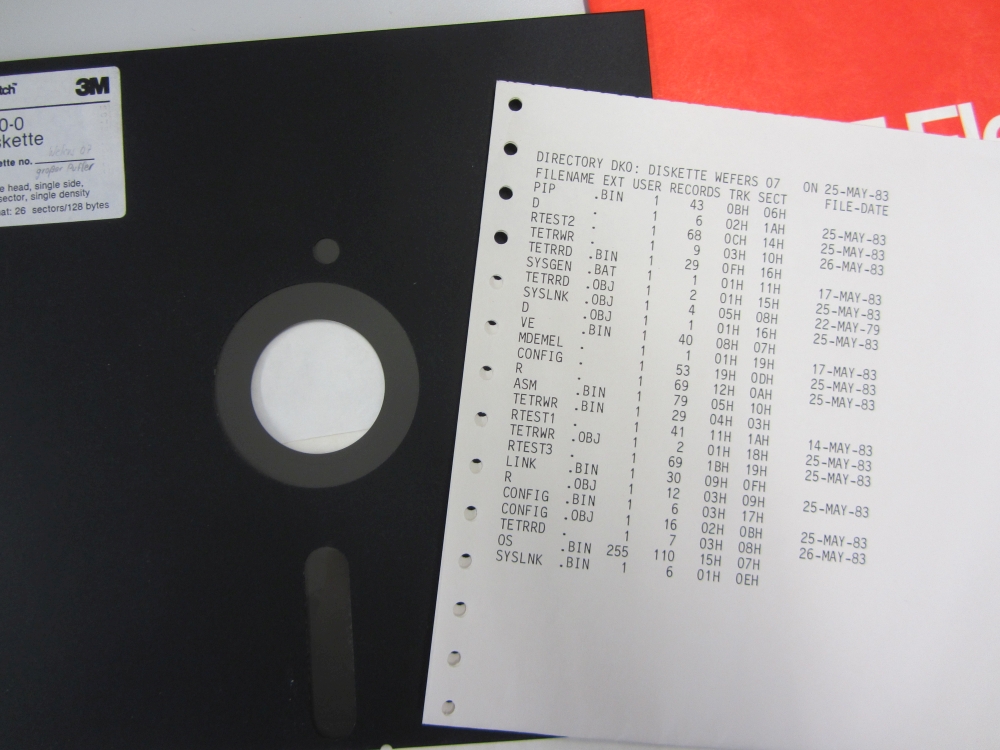 tch™ 3M
0-0
skette
ette no. Wefers 07
großer Puffer
e head, single side,
sector, single density
at: 26 sectors/128 bytes
DIRECTORY DK0: DISKETTE WEFERS 07 ON 25-MAY-83
FILENAME EXT USER RECORDS TRK SECT FILE-DATE
PIP .BIN 1 43 0BH 06H
D . 1 6 02H 1AH 25-MAY-83
RTEST2 . 1 68 0CH 14H 25-MAY-83
TETRWR . 1 9 03H 10H 26-MAY-83
TETRRD .BIN 1 29 0FH 16H
SYSGEN .BAT 1 1 01H 11H 17-MAY-83
TETRRD .OBJ 1 2 01H 15H 25-MAY-83
SYSLNK .OBJ 1 4 05H 08H 22-MAY-79
D .OBJ 1 1 01H 16H 25-MAY-83
VE .BIN 1 40 08H 07H
MDEMEL . 1 1 01H 19H 17-MAY-83
CONFIG . 1 53 19H 0DH 25-MAY-83
R . 1 69 12H 0AH 25-MAY-83
ASM .BIN 1 79 05H 10H
TETRWR .BIN 1 29 04H 03H
RTEST1 . 1 41 11H 1AH 14-MAY-83
TETRWR .OBJ 1 2 01H 18H 25-MAY-83
RTEST3 . 1 69 1BH 19H 25-MAY-83
LINK .BIN 1 30 09H 0FH
R .OBJ 1 12 03H 09H 25-MAY-83
CONFIG .BIN 1 6 03H 17H
CONFIG .OBJ 1 16 02H 0BH 25-MAY-83
TETRRD . 1 7 03H 08H 26-MAY-83
OS .BIN 255 110 15H 07H
SYSLNK .BIN 1 6 01H 0EH